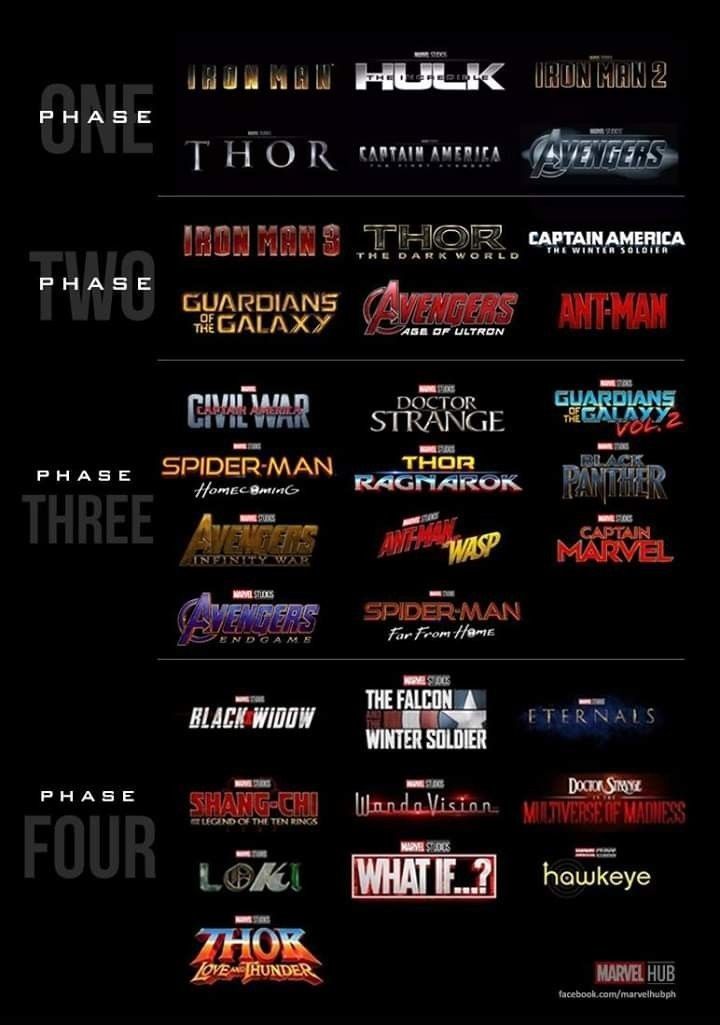 ONE
PHASE
IRON MAN
MARVEL STUDIOS
HULK
THE INCREDIBLE
IRON MAN 2
THOR
CAPTAIN AMERICA
THE FIRST AVENGER
MARVEL STUDIOS
AVENGERS
TWO
PHASE
IRON MAN 3
THOR
THE DARK WORLD
CAPTAIN AMERICA
THE WINTER SOLDIER
GUARDIANS
OF THE GALAXY
AVENGERS
AGE OF ULTRON
ANT-MAN
PHASE
THREE
MARVEL
CIVIL WAR
CAPTAIN AMERICA
MARVEL STUDIOS
DOCTOR
STRANGE
MARVEL STUDIOS
GUARDIANS
OF THE GALAXY
VOL. 2
MARVEL STUDIOS
SPIDER-MAN
HomecominG
MARVEL STUDIOS
THOR
RAGNAROK
MARVEL STUDIOS
BLACK
PANTHER
MARVEL STUDIOS
AVENGERS
INFINITY WAR
MARVEL STUDIOS
ANT-MAN
AND THE WASP
MARVEL STUDIOS
CAPTAIN
MARVEL
MARVEL STUDIOS
AVENGERS
ENDGAME
SPIDER-MAN
Far From Home
PHASE
FOUR
MARVEL STUDIOS
BLACK WIDOW
MARVEL STUDIOS
THE FALCON
AND THE
WINTER SOLDIER
MARVEL STUDIOS
ETERNALS
MARVEL STUDIOS
SHANG-CHI
AND THE LEGEND OF THE TEN RINGS
MARVEL STUDIOS
WandaVision
DOCTOR STRANGE
IN THE
MULTIVERSE OF MADNESS
MARVEL STUDIOS
LOKI
MARVEL STUDIOS
WHAT IF...?
MARVEL STUDIOS
hawkeye
MARVEL STUDIOS
THOR
LOVE AND THUNDER
MARVEL HUB
facebook.com/marvelhubph